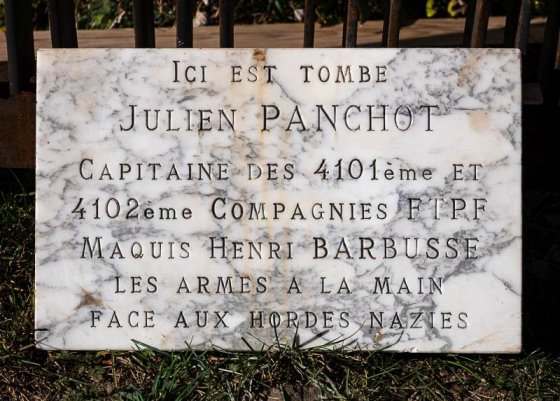 ICI EST TOMBE
JULIEN PANCHOT
CAPITAINE DES 4101ème ET
4102ème COMPAGNIES FTPF
MAQUIS HENRI BARBUSSE
LES ARMES A LA MAIN
FACE AUX HORDES NAZIES